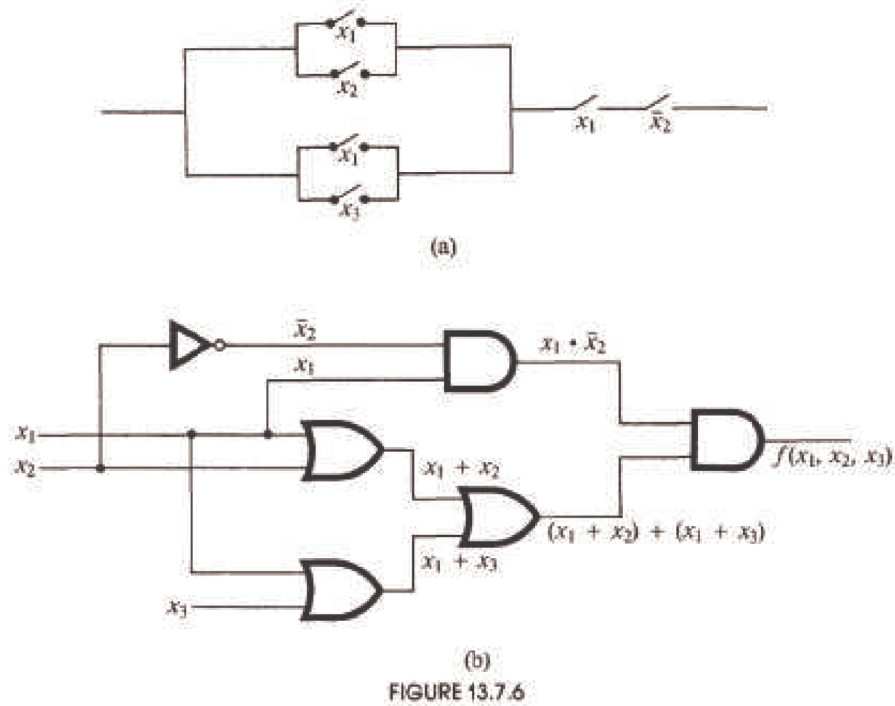 x₁
x₂
x₁ x̄₂
x₁
x₃
(a)
x̄₂
x₁ • x̄₂
x₁
x₁
x₂
f(x₁, x₂, x₃)
x₁ + x₂
(x₁ + x₂) + (x₁ + x₃)
x₁ + x₃
x₃
(b)
FIGURE 13.7.6